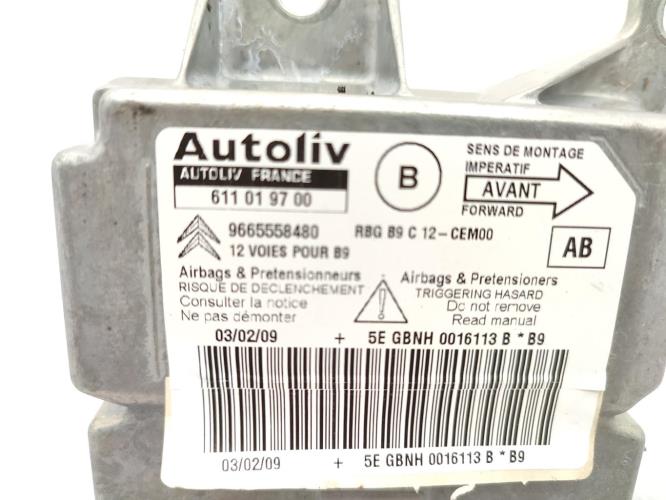 Autoliv
AUTOLIV FRANCE
611 01 97 00
B
SENS DE MONTAGE
IMPERATIF
AVANT
FORWARD
9665558480
12 VOIES POUR B9
RBG B9 C 12-CEM00
AB
Airbags & Pretensionneurs
RISQUE DE DECLENCHEMENT
Consulter la notice
Ne pas démonter
Airbags & Pretensioners
TRIGGERING HASARD
Do not remove
Read manual
03/02/09 + 5E GBNH 0016113 B * B9
03/02/09 + 5E GBNH 0016113 B * B9